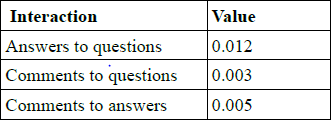 Interaction Value
Answers to questions 0.012
Comments to questions 0.003
Comments to answers 0.005